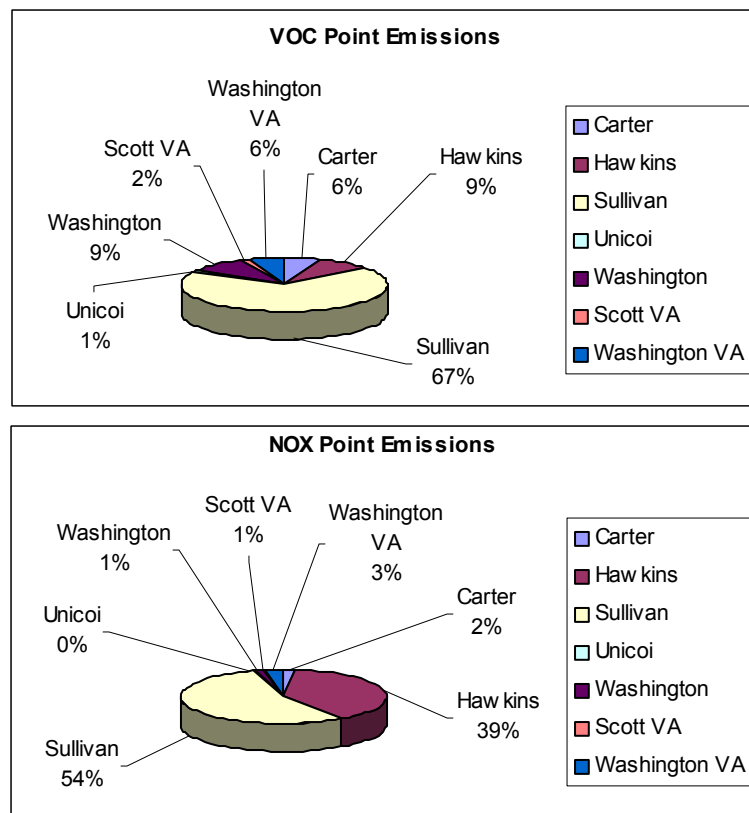 VOC Point Emissions
Washington
VA
6%
Scott VA
2%
Carter
6%
Haw kins
9%
Washington
9%
Unicoi
1%
Sullivan
67%
Carter
Haw kins
Sullivan
Unicoi
Washington
Scott VA
Washington VA
NOX Point Emissions
Scott VA
1%
Washington
VA
3%
Washington
1%
Carter
2%
Unicoi
0%
Haw kins
39%
Sullivan
54%
Carter
Haw kins
Sullivan
Unicoi
Washington
Scott VA
Washington VA